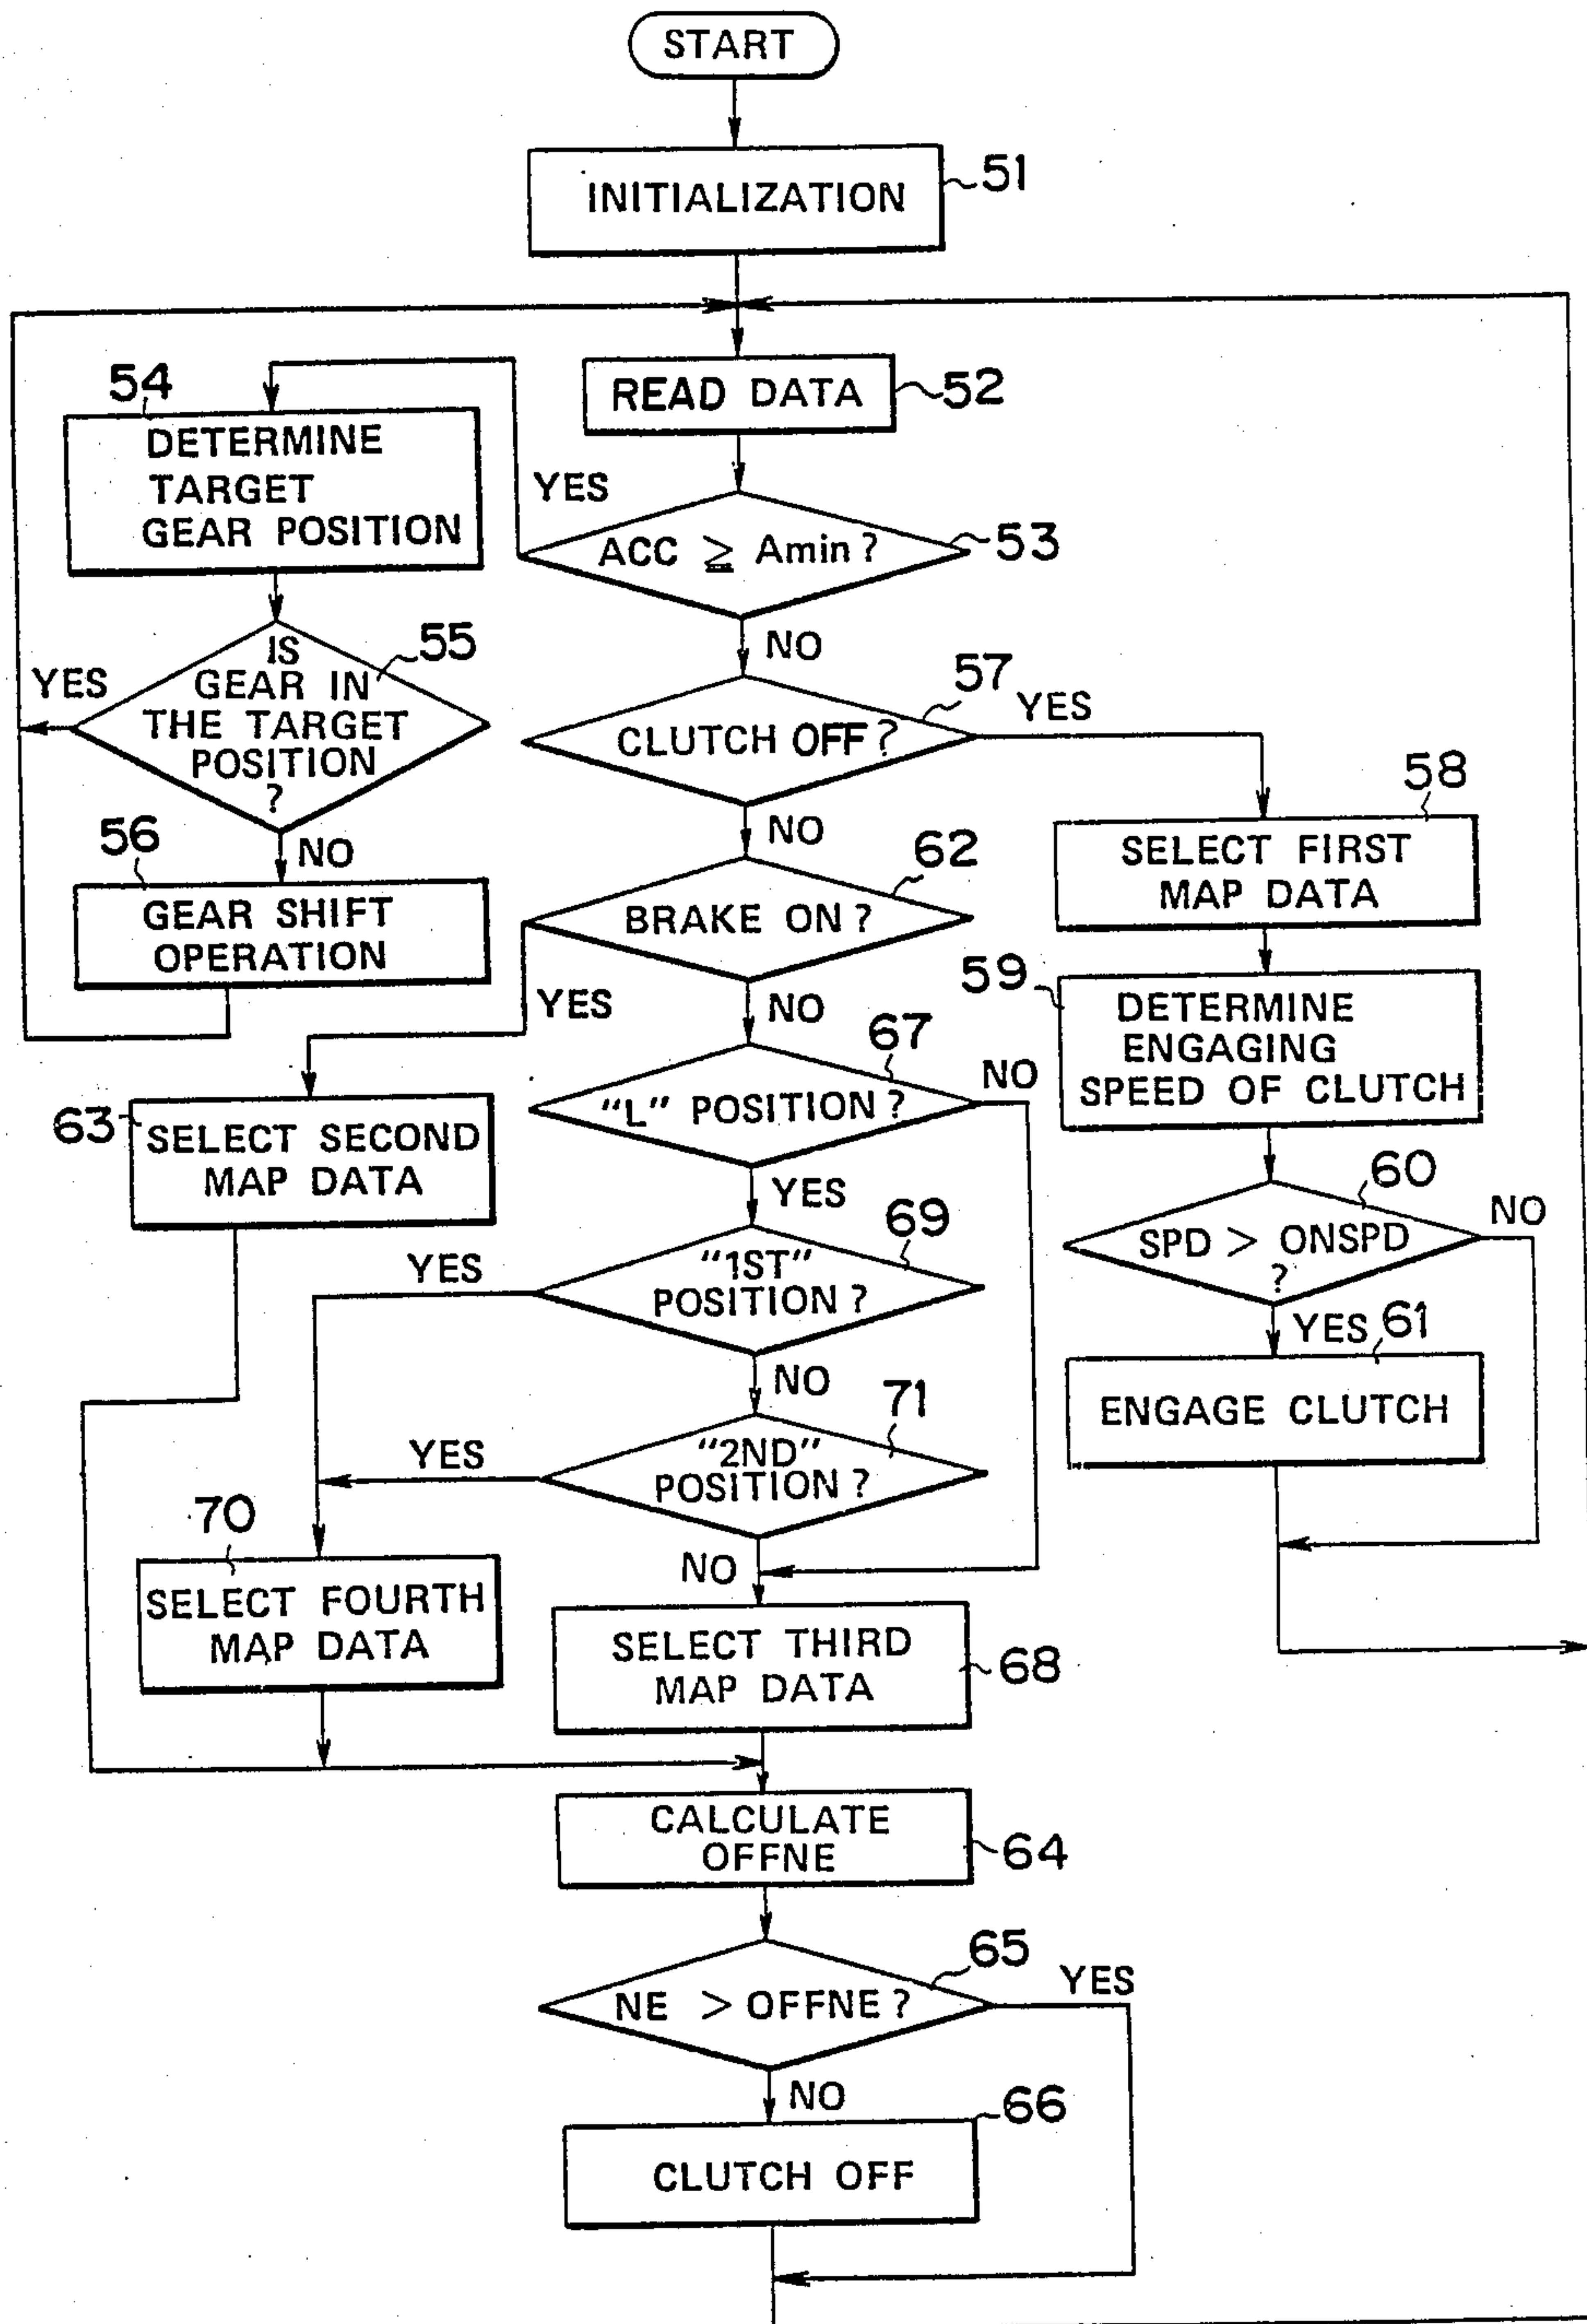 START
INITIALIZATION
51
READ DATA
52
54
DETERMINE
TARGET
GEAR POSITION
YES
ACC ≧ Amin ?
53
NO
IS
GEAR IN
THE TARGET
POSITION
?
55
YES
NO
56
GEAR SHIFT
OPERATION
CLUTCH OFF ?
57
YES
NO
58
SELECT FIRST
MAP DATA
59
DETERMINE
ENGAGING
SPEED OF CLUTCH
60
SPD > ONSPD
?
NO
YES
61
ENGAGE CLUTCH
62
BRAKE ON ?
YES
NO
63
SELECT SECOND
MAP DATA
67
"L" POSITION ?
NO
YES
69
"1ST"
POSITION ?
YES
NO
71
"2ND"
POSITION ?
YES
NO
70
SELECT FOURTH
MAP DATA
SELECT THIRD
MAP DATA
68
CALCULATE
OFFNE
64
65
NE > OFFNE ?
YES
NO
66
CLUTCH OFF